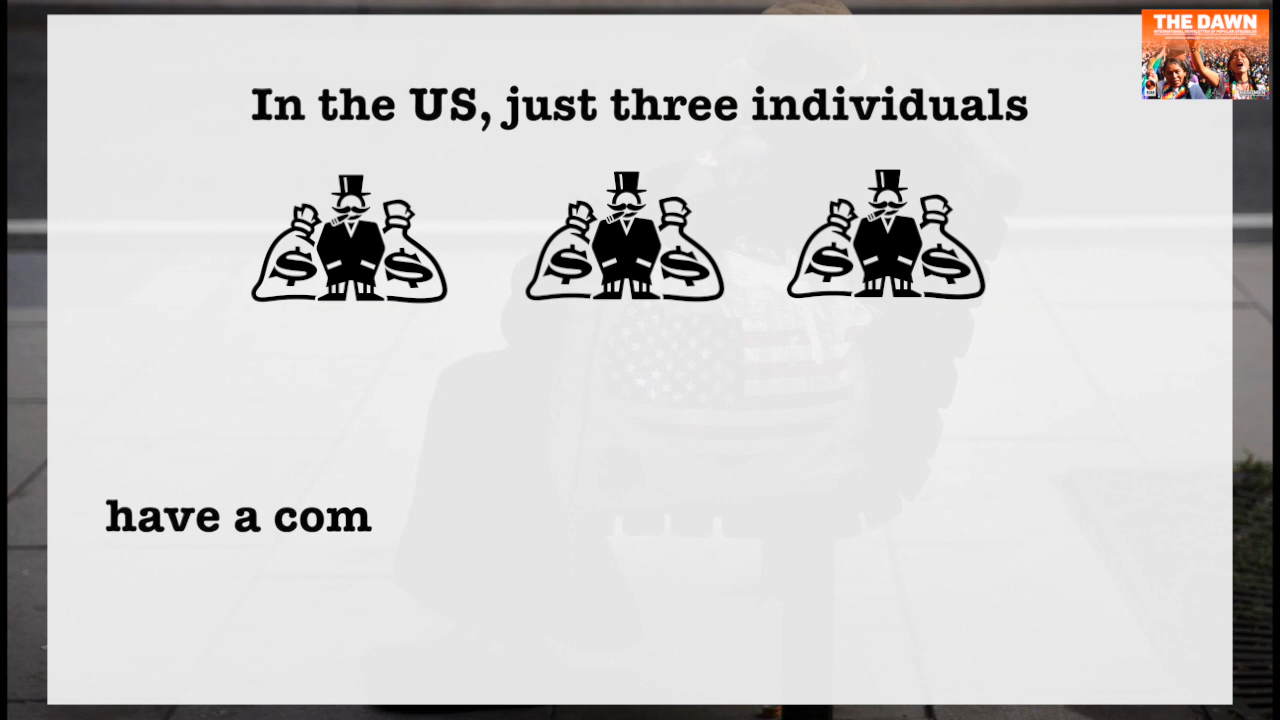 THE DAWN
In the US, just three individuals
$ $ $ $ $ $
have a com